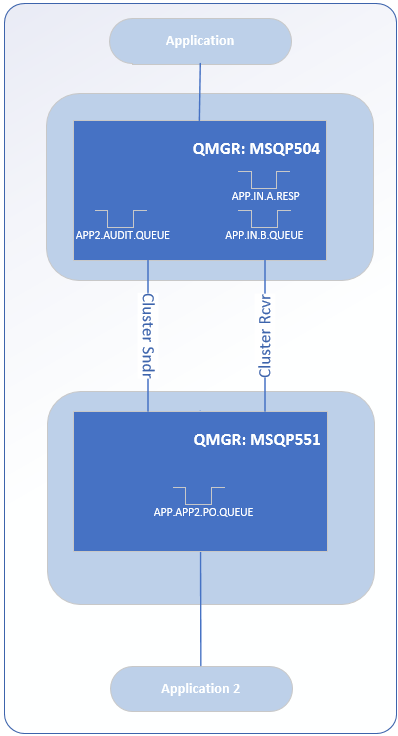 Application
QMGR: MSQP504
APP.IN.A.RESP
APP2.AUDIT.QUEUE
APP.IN.B.QUEUE
Cluster Sndr
Cluster Rcvr
QMGR: MSQP551
APP.APP2.PO.QUEUE
Application 2